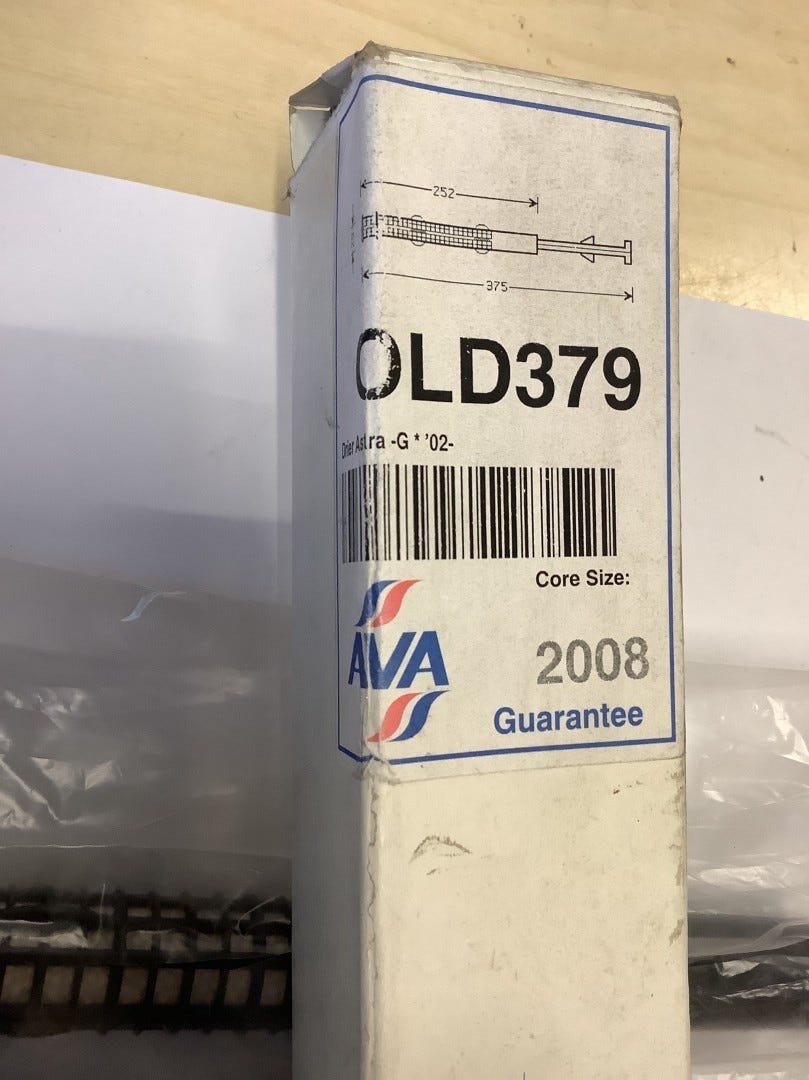 252
375
OLD379
Drier Astra -G * '02-
Core Size:
AVA
2008
Guarantee